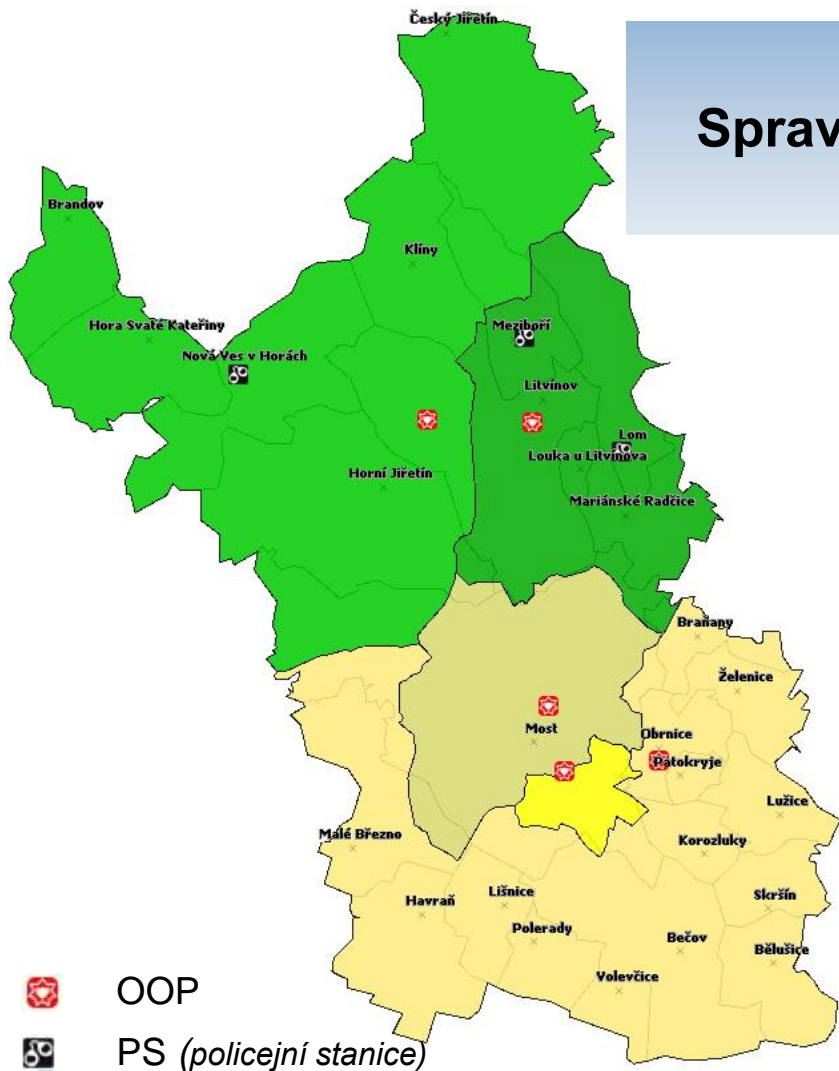 Český Jiřetín
Sprav
Brandov
Klíny
Hora Svaté Kateřiny
Meziboří
Nová Ves v Horách
Litvínov
Lom
Louka u Litvínova
Horní Jiřetín
Mariánské Radčice
Braňany
Želenice
Most
Obrnice
Patokryje
Lužice
Malé Březno
Korozluky
Lišnice
Skršín
Havraň
Polerady
Bečov
Bělušice
Volevčice
OOP
PS (policejní stanice)